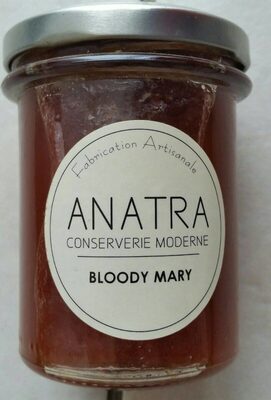 Fabrication Artisanale
ANATRA
CONSERVERIE MODERNE
BLOODY MARY